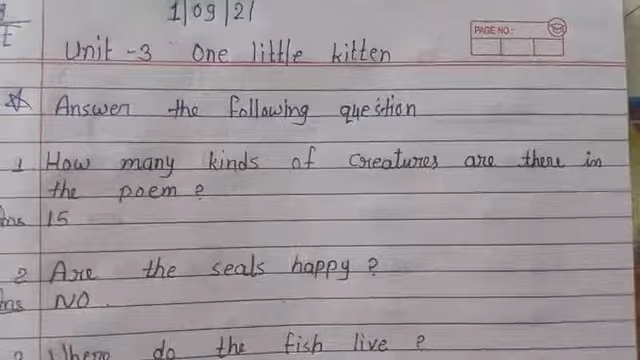 1|09|21
Unit -3 One little kitten
PAGE NO.:
Answer the following question
1 How many kinds of creatures are there in
the poem ?
Ans 15
2 Are the seals happy ?
Ans NO.
Where do the fish live ?